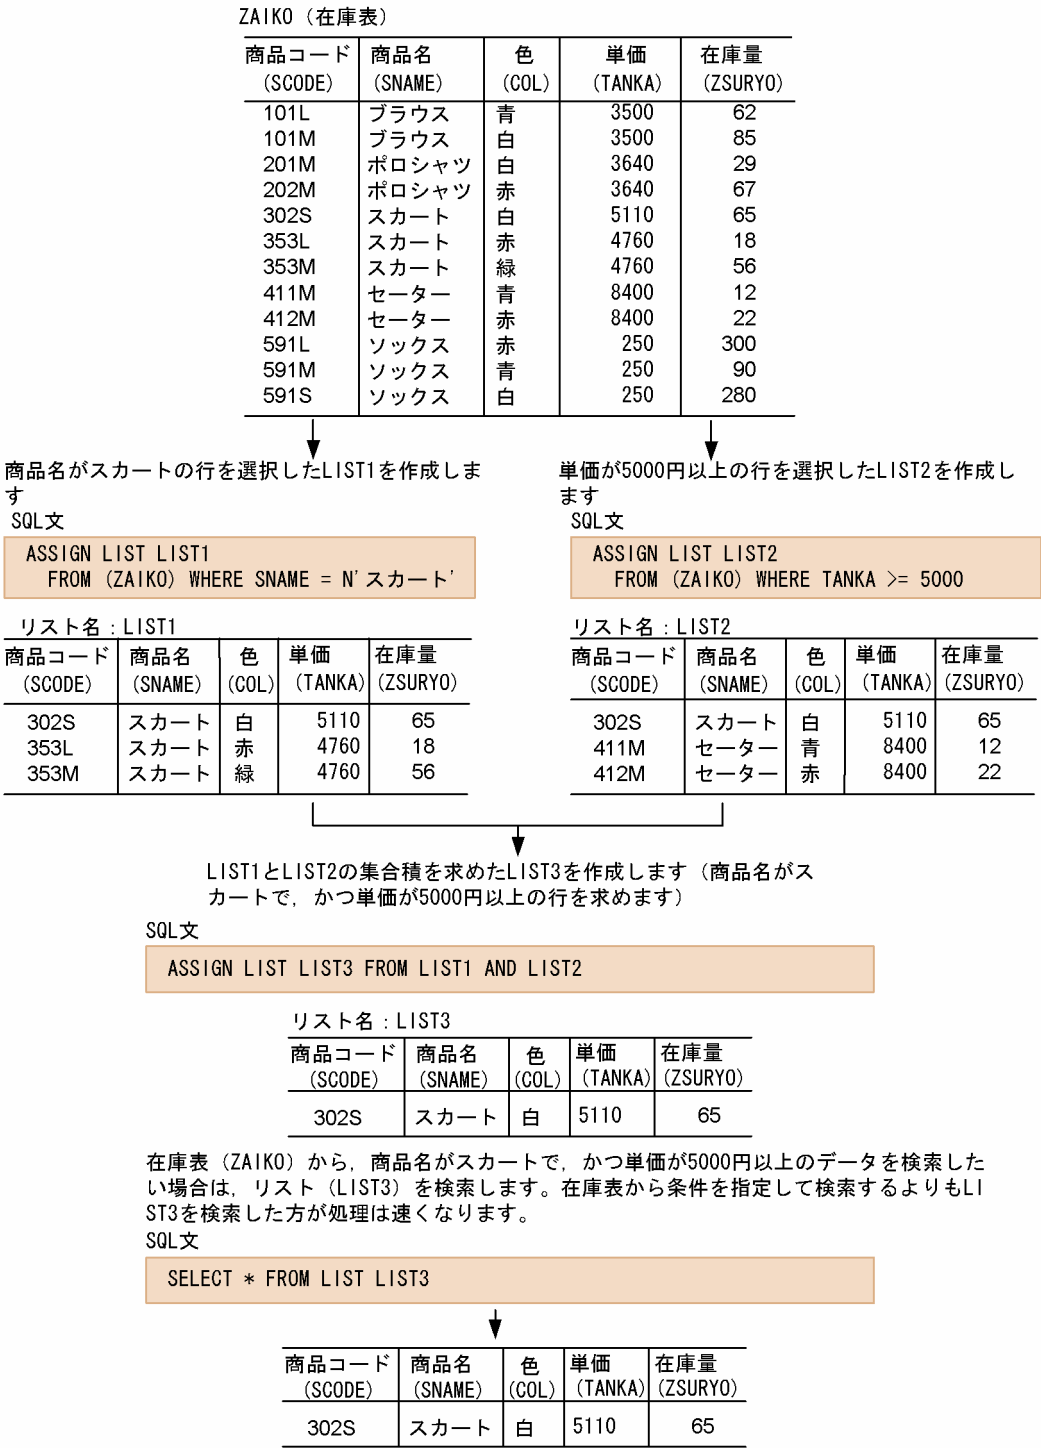 ZAIKO（在庫表）
商品コード 商品名 色 単価 在庫量
(SCODE) (SNAME) (COL) (TANKA) (ZSURYO)
101L ブラウス 青 3500 62
101M ブラウス 白 3500 85
201M ポロシャツ 白 3640 29
202M ポロシャツ 赤 3640 67
302S スカート 白 5110 65
353L スカート 赤 4760 18
353M スカート 緑 4760 56
411M セーター 青 8400 12
412M セーター 赤 8400 22
591L ソックス 赤 250 300
591M ソックス 青 250 90
591S ソックス 白 250 280
商品名がスカートの行を選択したLIST1を作成しま
す
SQL文
ASSIGN LIST LIST1
FROM (ZAIKO) WHERE SNAME = N'スカート'
リスト名：LIST1
商品コード 商品名 色 単価 在庫量
(SCODE) (SNAME) (COL) (TANKA) (ZSURYO)
302S スカート 白 5110 65
353L スカート 赤 4760 18
353M スカート 緑 4760 56
単価が5000円以上の行を選択したLIST2を作成し
ます
SQL文
ASSIGN LIST LIST2
FROM (ZAIKO) WHERE TANKA >= 5000
リスト名：LIST2
商品コード 商品名 色 単価 在庫量
(SCODE) (SNAME) (COL) (TANKA) (ZSURYO)
302S スカート 白 5110 65
411M セーター 青 8400 12
412M セーター 赤 8400 22
LIST1とLIST2の集合積を求めたLIST3を作成します（商品名がス
カートで，かつ単価が5000円以上の行を求めます）
SQL文
ASSIGN LIST LIST3 FROM LIST1 AND LIST2
リスト名：LIST3
商品コード 商品名 色 単価 在庫量
(SCODE) (SNAME) (COL) (TANKA) (ZSURYO)
302S スカート 白 5110 65
在庫表（ZAIKO）から，商品名がスカートで，かつ単価が5000円以上のデータを検索した
い場合は，リスト（LIST3）を検索します。在庫表から条件を指定して検索するよりもLI
ST3を検索した方が処理は速くなります。
SQL文
SELECT * FROM LIST LIST3
商品コード 商品名 色 単価 在庫量
(SCODE) (SNAME) (COL) (TANKA) (ZSURYO)
302S スカート 白 5110 65